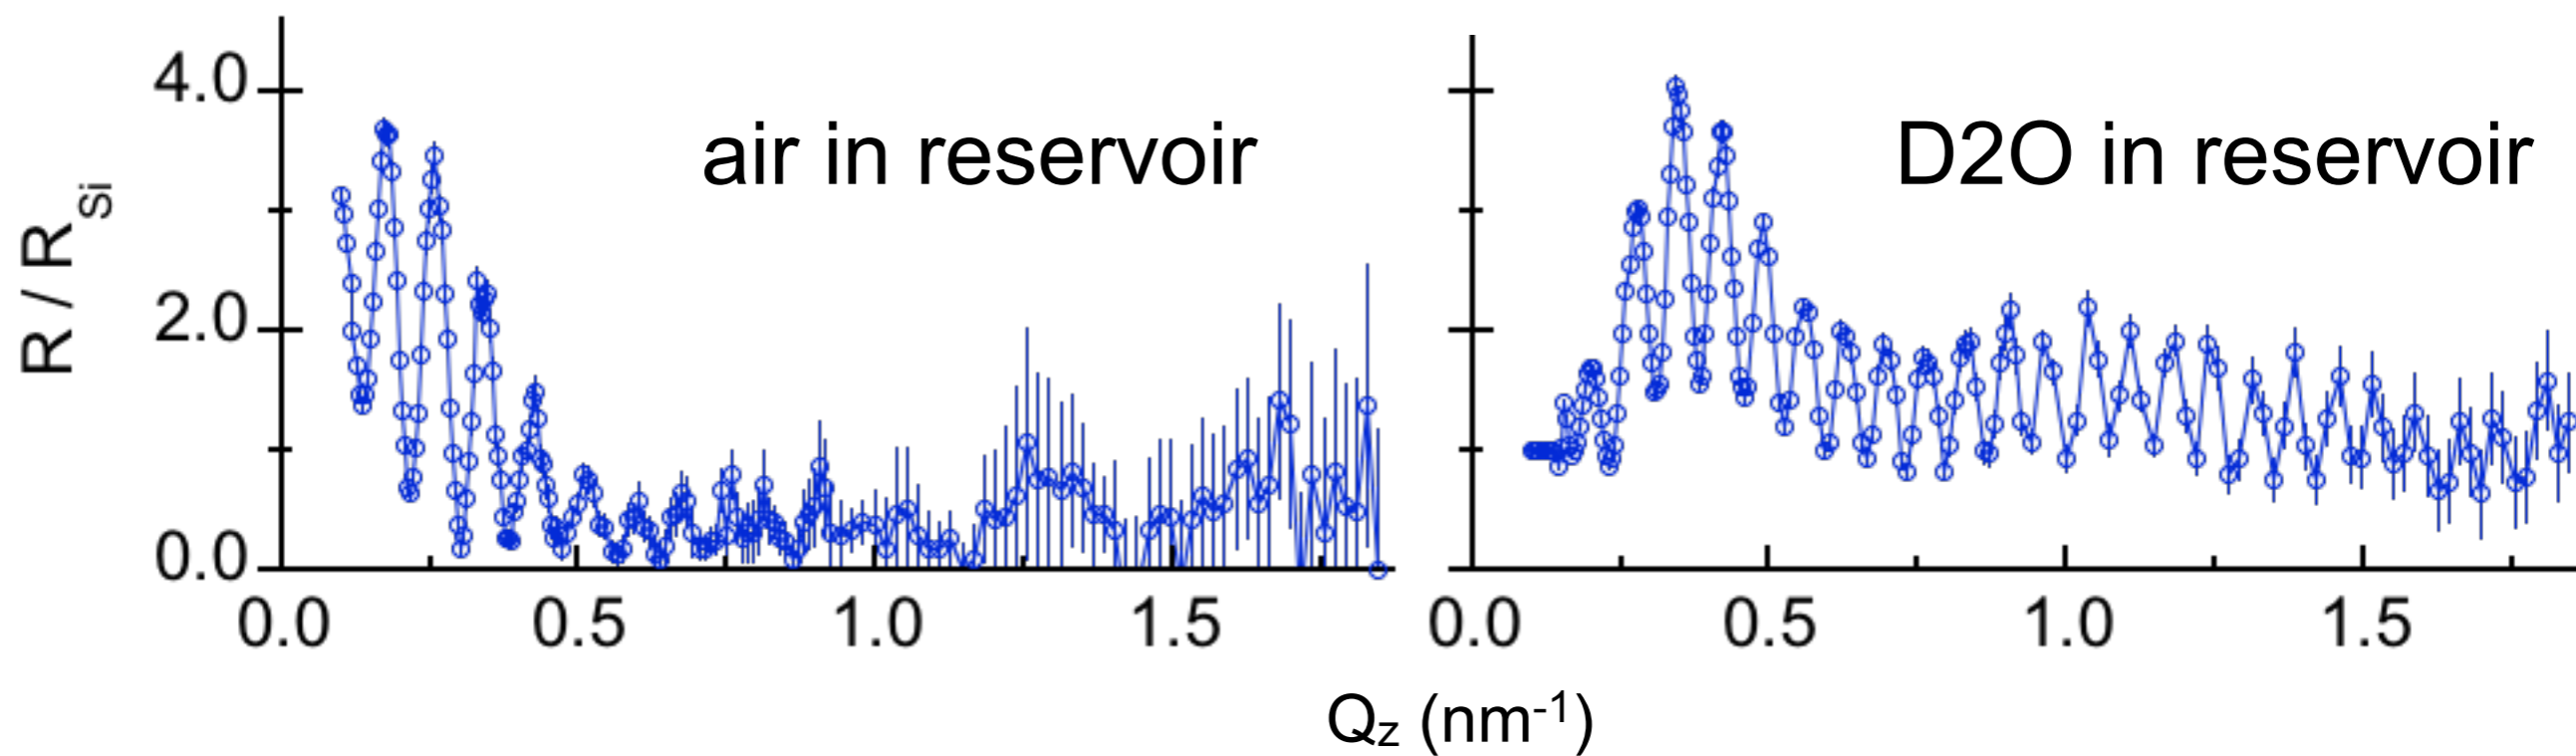 4.0
2.0
0.0
R / RSi
air in reservoir
D2O in reservoir
0.0 0.5 1.0 1.5
0.0 0.5 1.0 1.5
Qz (nm-1)